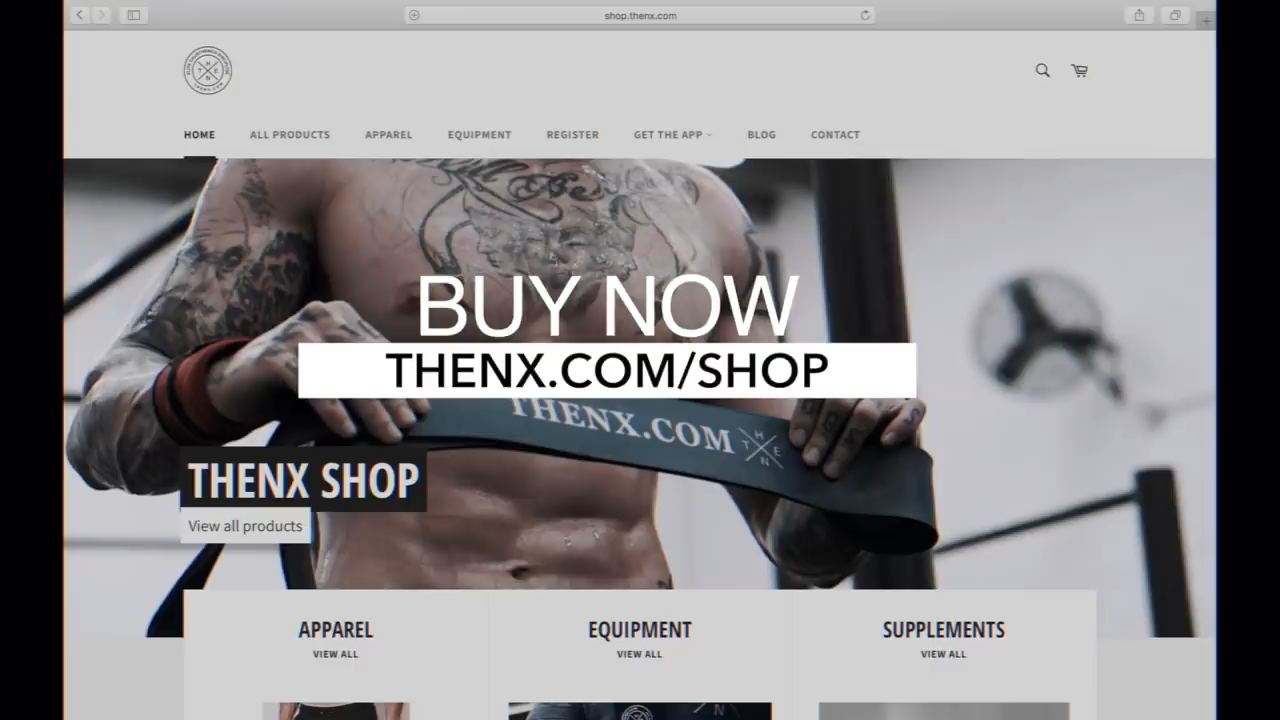 shop.thenx.com
HOME ALL PRODUCTS APPAREL EQUIPMENT REGISTER GET THE APP BLOG CONTACT
BUY NOW
THENX.COM/SHOP
THENX.COM
T H E N
THENX SHOP
View all products
APPAREL EQUIPMENT SUPPLEMENTS
VIEW ALL VIEW ALL VIEW ALL